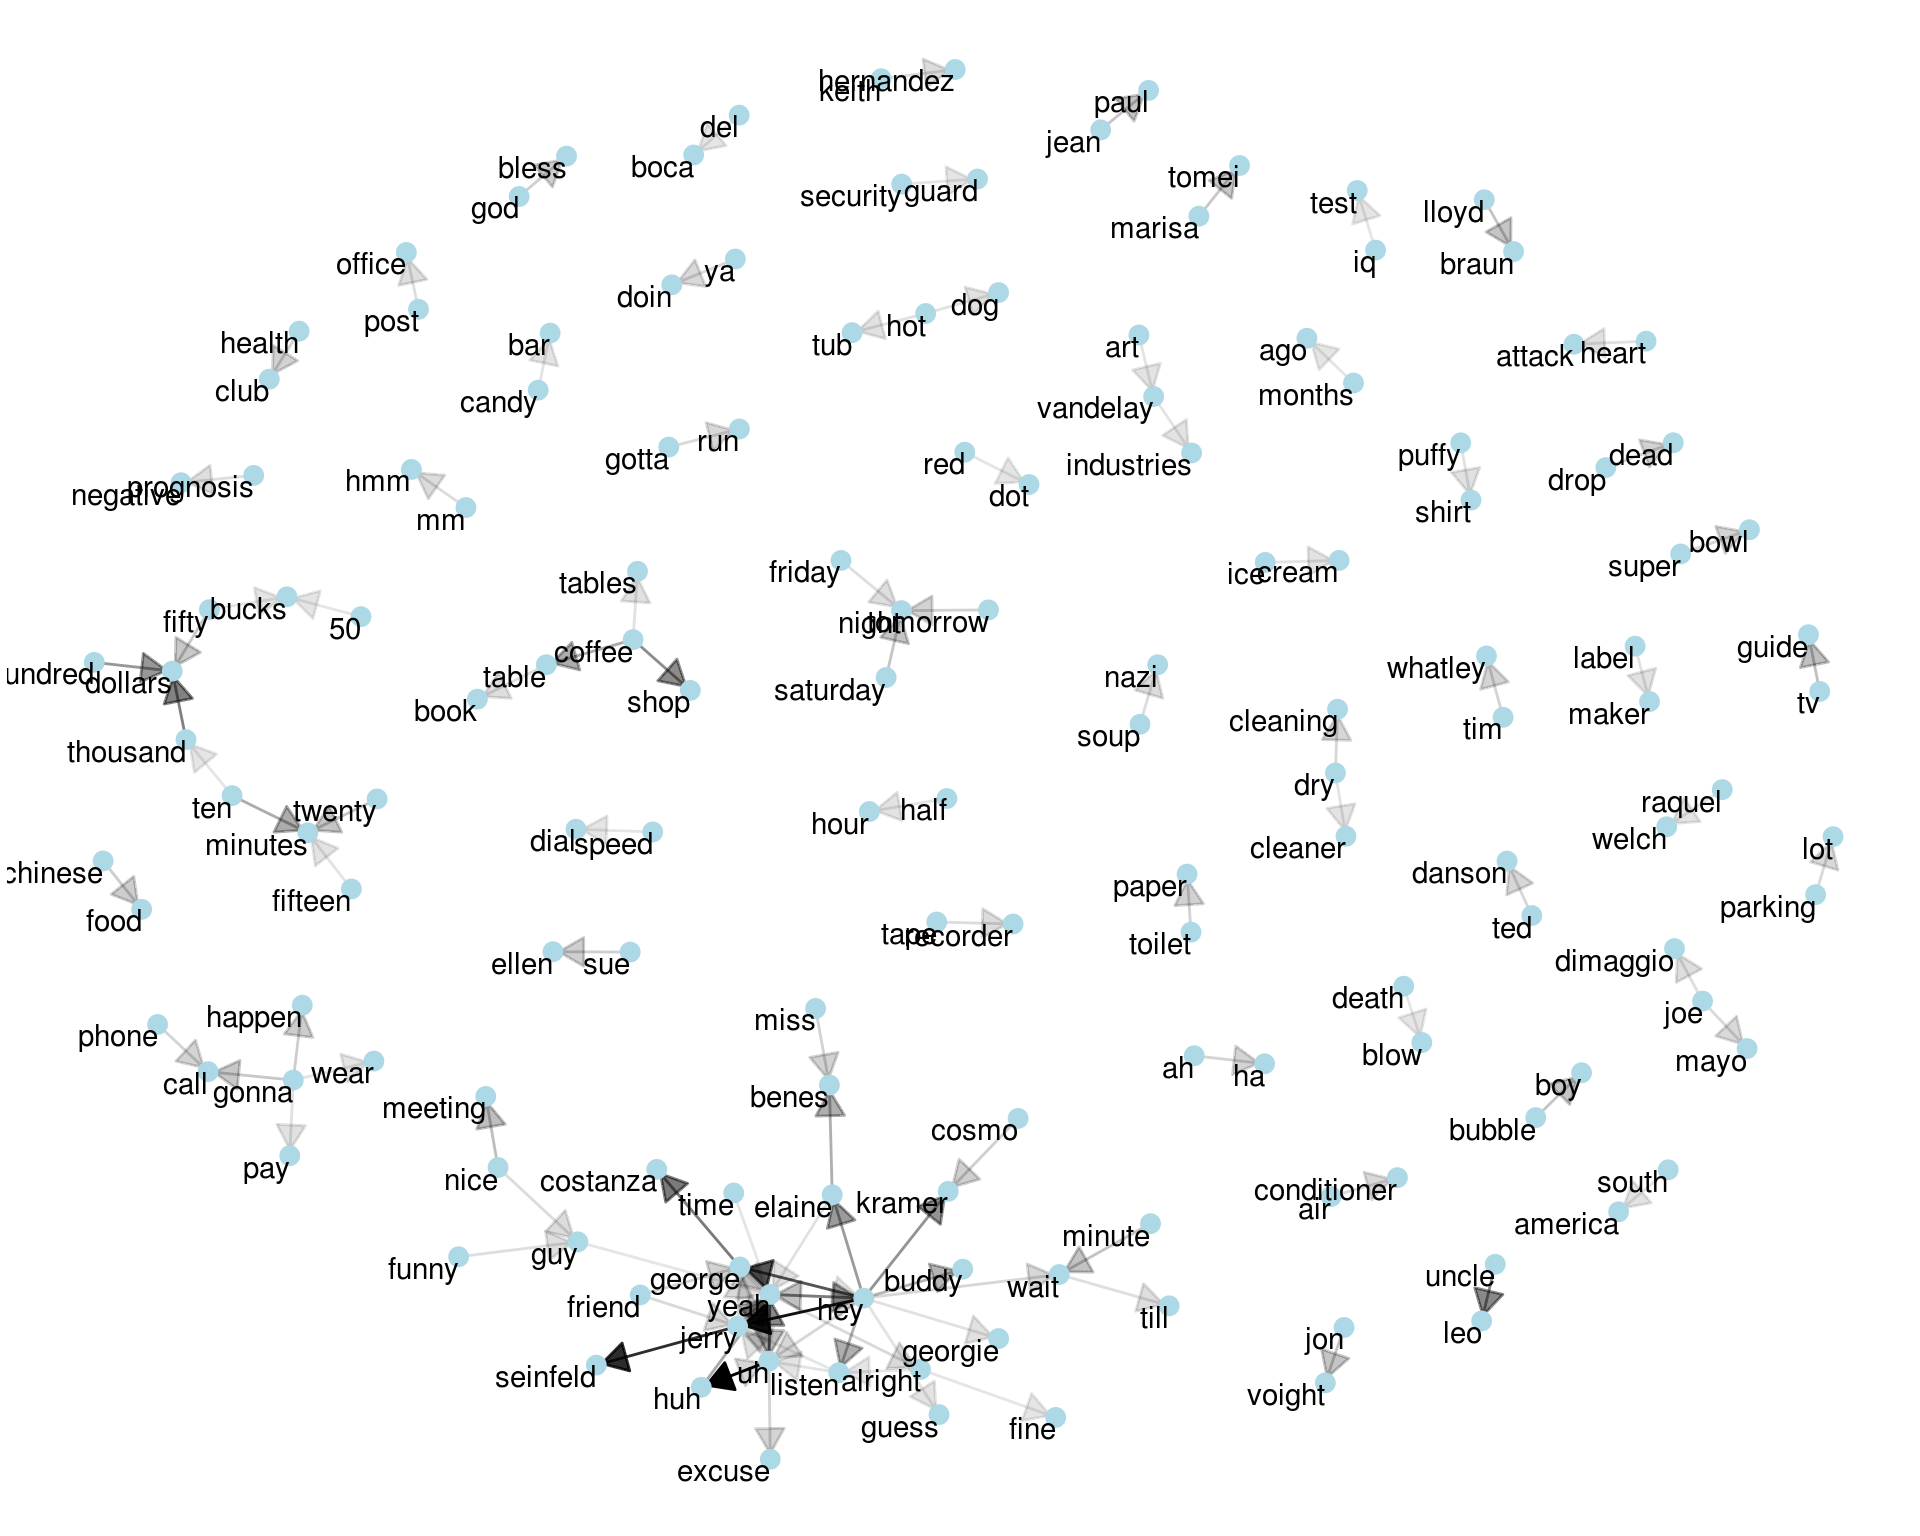 hernandez
keith
paul
del
jean
bless
boca
tomei
security
guard
god
marisa
test
lloyd
iq
braun
office
ya
doin
dog
post
hot
health
bar
tub
art
ago
attack
heart
club
candy
months
vandelay
run
gotta
red
industries
puffy
dead
negative
prognosis
hmm
dot
drop
mm
shirt
bowl
super
friday
ice
cream
tables
fifty
bucks
50
night
tomorrow
guide
coffee
label
whatley
undred
dollars
table
nazi
saturday
book
shop
tv
maker
cleaning
tim
soup
thousand
dry
ten
twenty
raquel
hour
half
minutes
dial
speed
welch
cleaner
lot
chinese
danson
paper
fifteen
parking
food
ted
tape
recorder
toilet
ellen
sue
dimaggio
death
happen
joe
miss
phone
blow
mayo
ah
ha
wear
call
gonna
boy
benes
meeting
cosmo
bubble
pay
nice
costanza
south
conditioner
air
time
elaine
kramer
america
minute
guy
funny
uncle
george
buddy
wait
friend
yeah
hey
till
leo
jerry
jon
georgie
seinfeld
uh
listen
alright
huh
voight
guess
fine
excuse